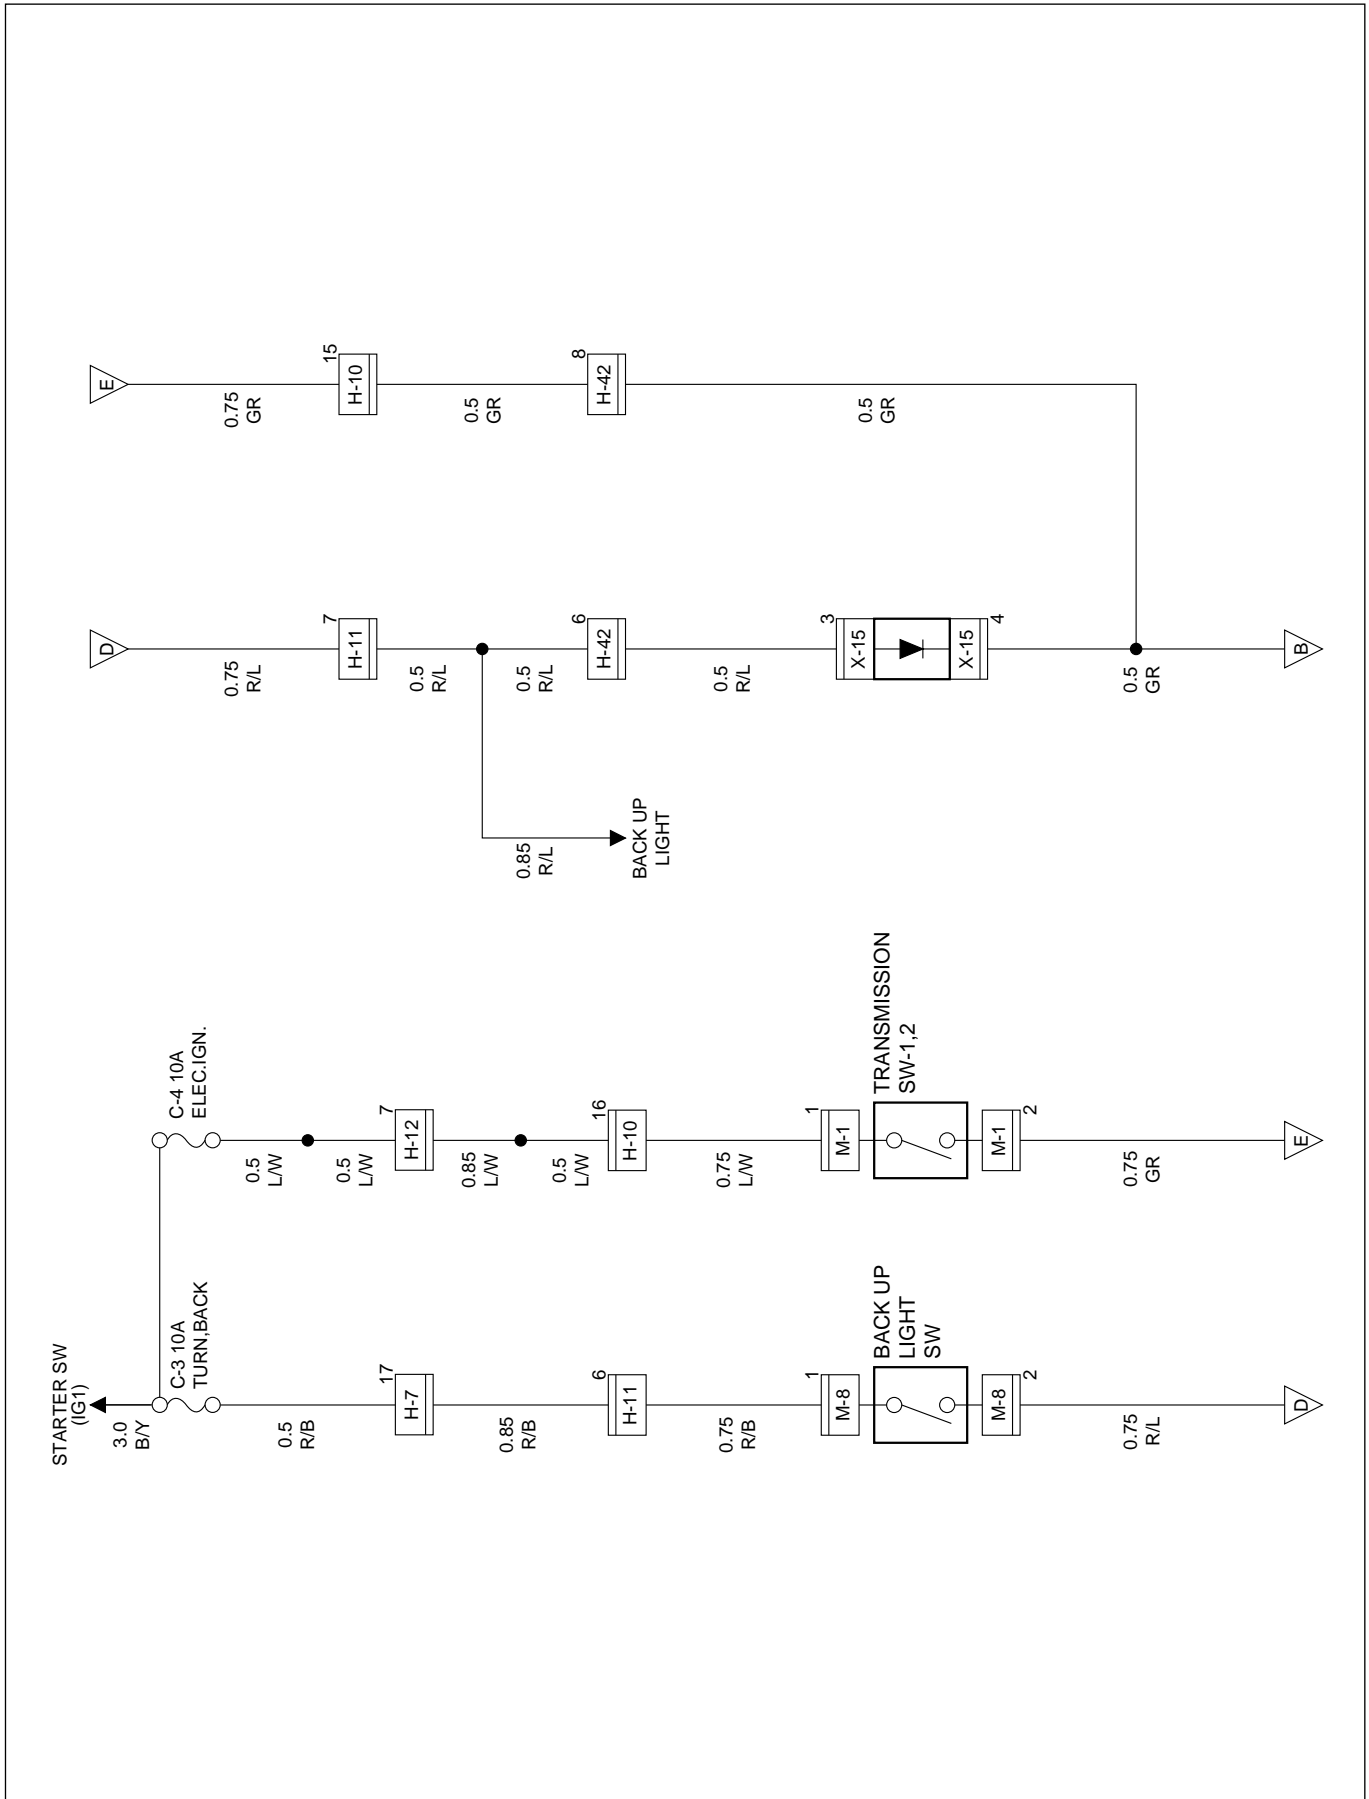 STARTER SW
(IG1)
3.0
B/Y
C-3 10A
TURN,BACK
0.5
R/B
17
H-7
0.85
R/B
6
H-11
0.75
R/B
1
M-8
BACK UP
LIGHT
SW
M-8
2
0.75
R/L
D
C-4 10A
ELEC.IGN.
0.5
L/W
0.5
L/W
7
H-12
0.85
L/W
0.5
L/W
16
H-10
0.75
L/W
1
M-1
TRANSMISSION
SW-1,2
M-1
2
0.75
GR
E
D
0.75
R/L
7
H-11
0.5
R/L
0.85
R/L
BACK UP
LIGHT
0.5
R/L
6
H-42
0.5
R/L
3
X-15
X-15
4
0.5
GR
B
E
0.75
GR
15
H-10
0.5
GR
8
H-42
0.5
GR